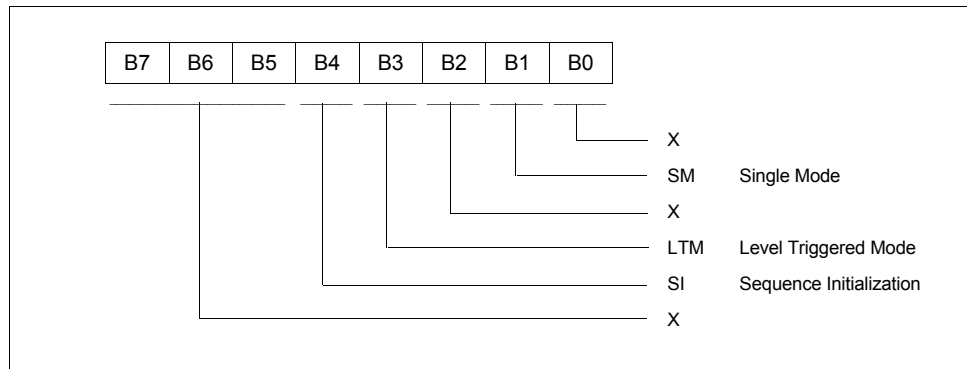 B7 B6 B5 B4 B3 B2 B1 B0
X
SM Single Mode
X
LTM Level Triggered Mode
SI Sequence Initialization
X